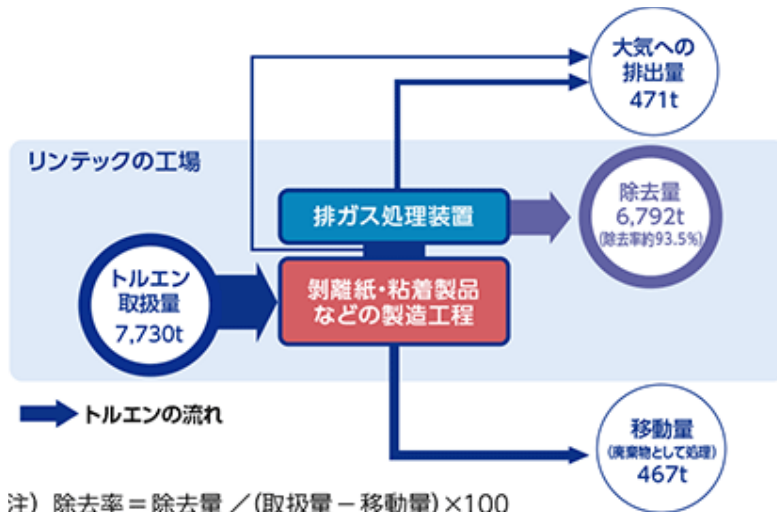 大気への
排出量
471t
リンテックの工場
排ガス処理装置
除去量
6,792t
(除去率約93.5%)
トルエン
取扱量
7,730t
剝離紙・粘着製品
などの製造工程
トルエンの流れ
移動量
(廃棄物として処理)
467t
注）除去率＝除去量／(取扱量－移動量)×100